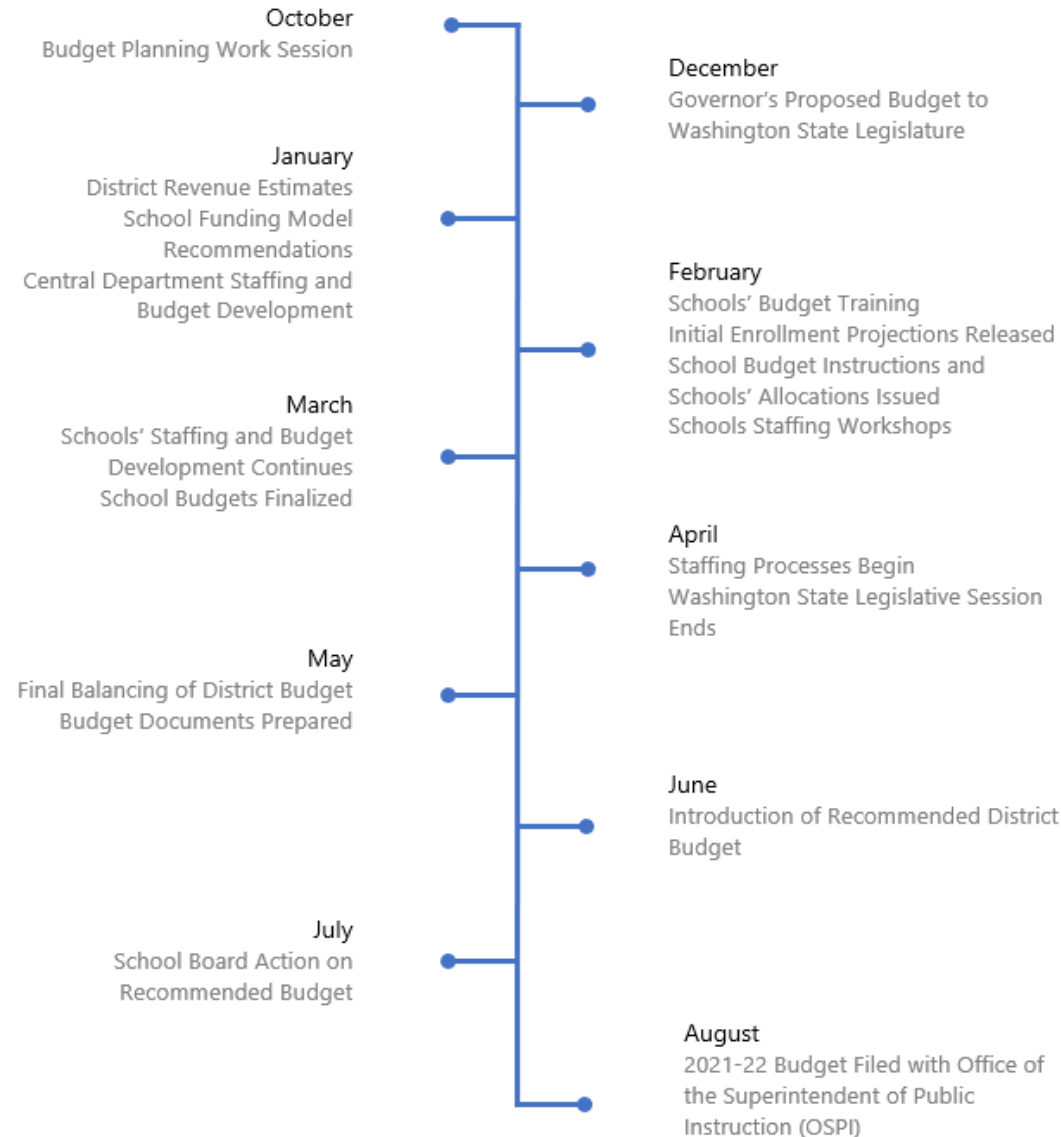 October
Budget Planning Work Session
December
Governor's Proposed Budget to
Washington State Legislature
January
District Revenue Estimates
School Funding Model
Recommendations
Central Department Staffing and
Budget Development
February
Schools' Budget Training
Initial Enrollment Projections Released
School Budget Instructions and
Schools' Allocations Issued
Schools Staffing Workshops
March
Schools' Staffing and Budget
Development Continues
School Budgets Finalized
April
Staffing Processes Begin
Washington State Legislative Session
Ends
May
Final Balancing of District Budget
Budget Documents Prepared
June
Introduction of Recommended District
Budget
July
School Board Action on
Recommended Budget
August
2021-22 Budget Filed with Office of
the Superintendent of Public
Instruction (OSPI)